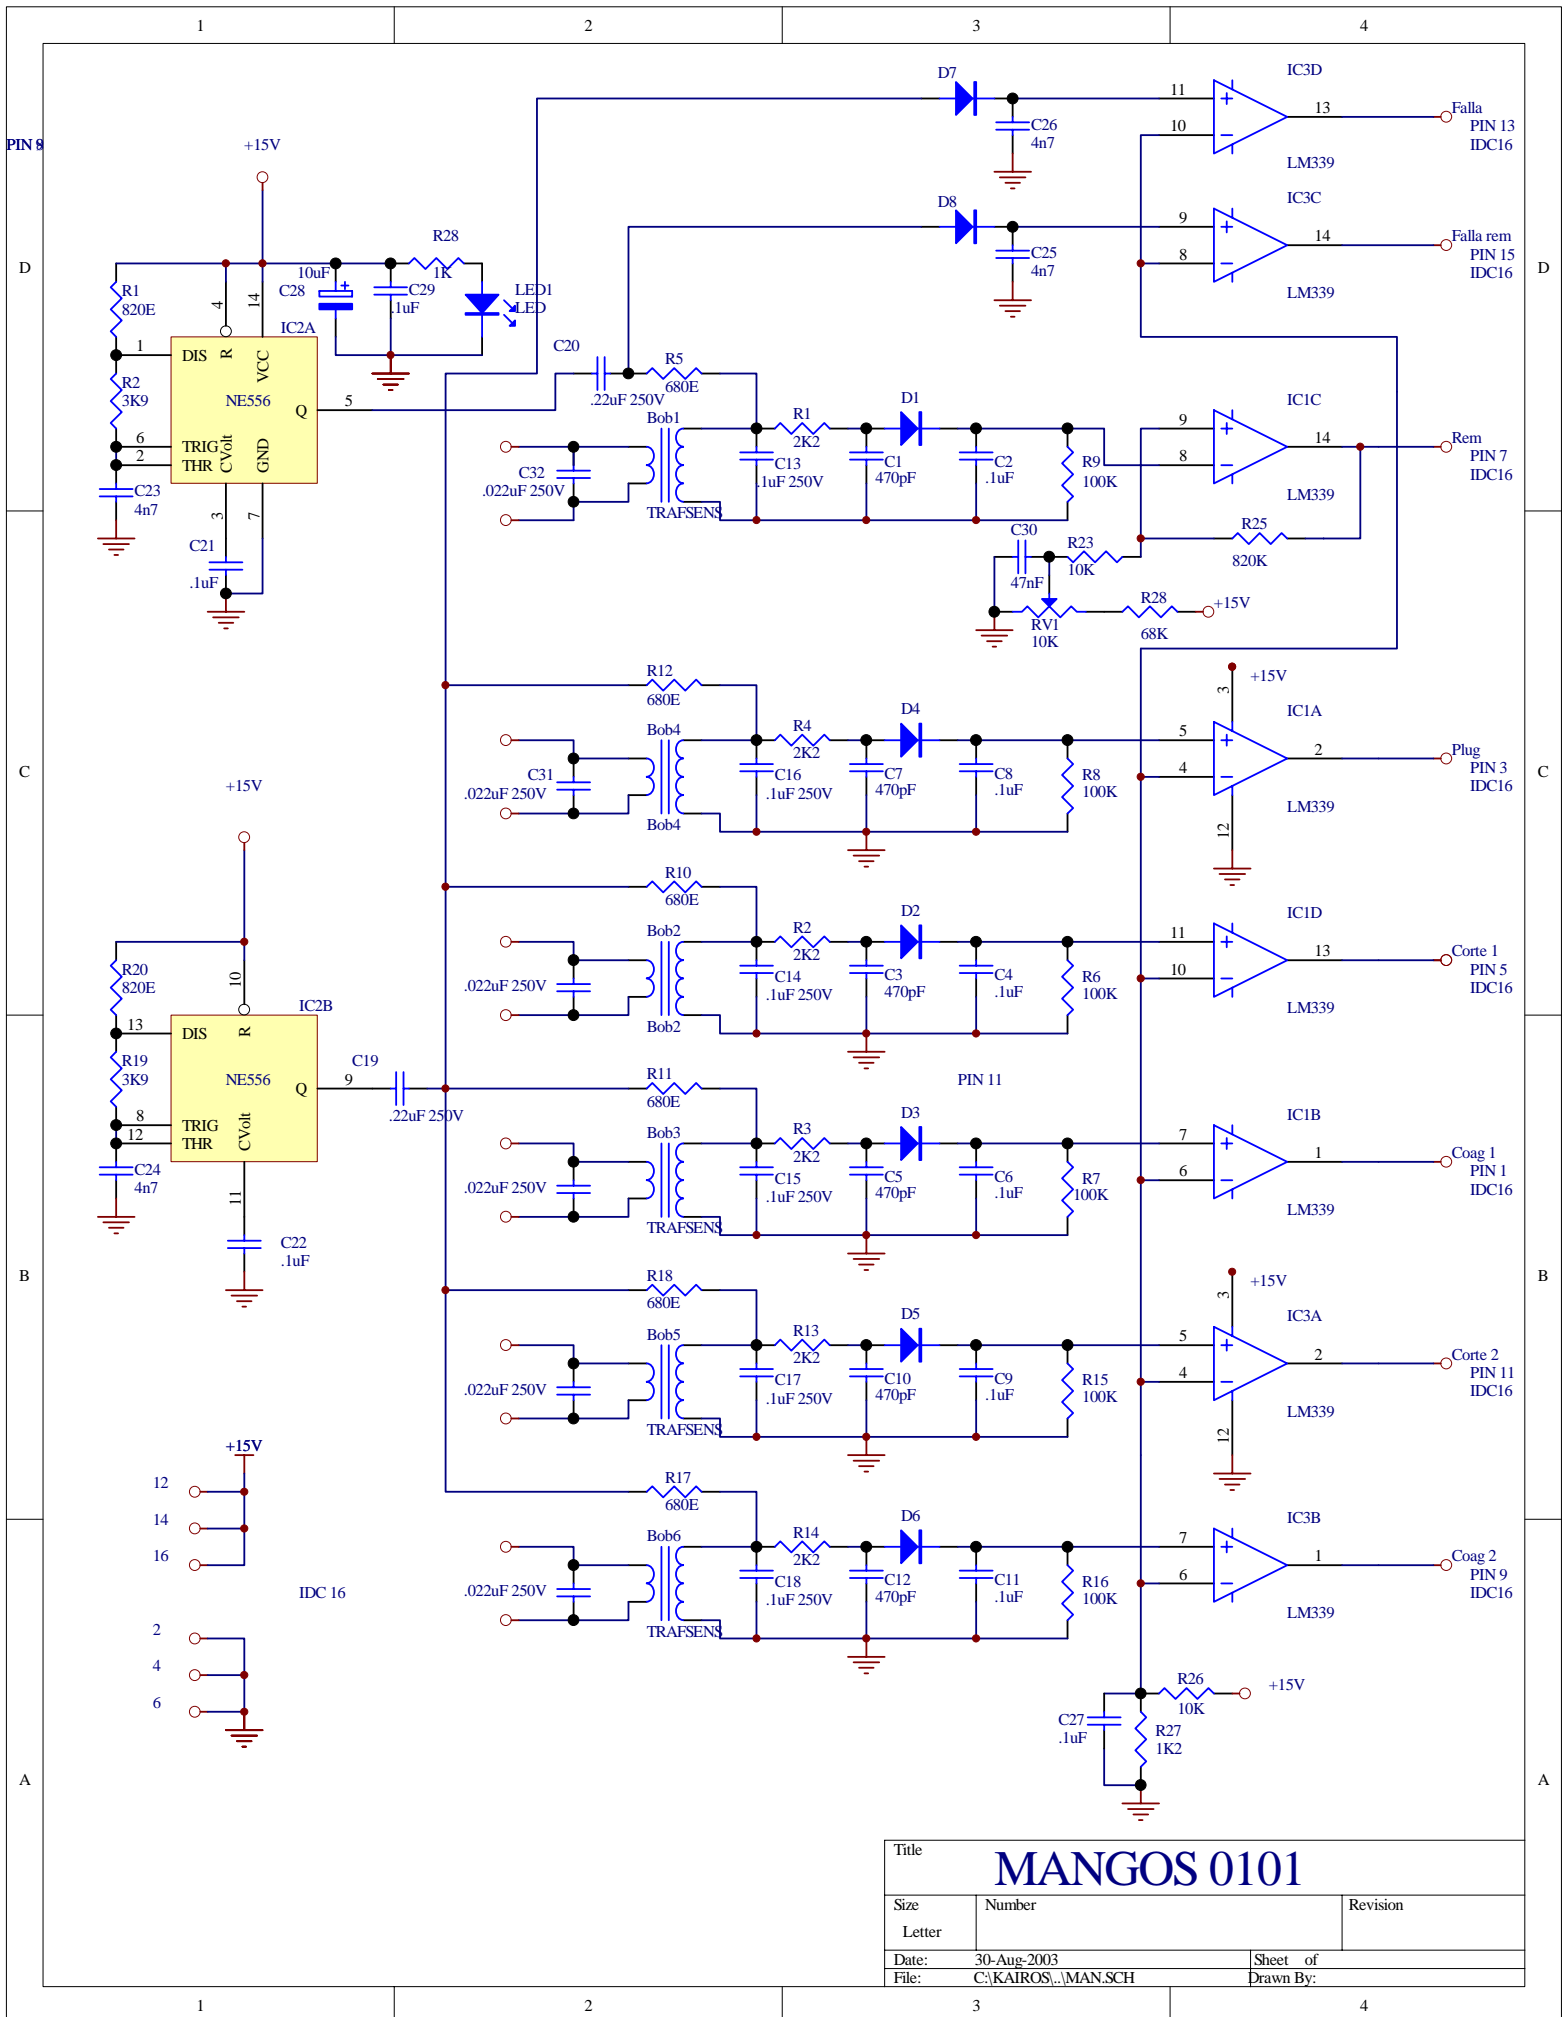 1
2
3
4
D
C
B
A
D
C
B
A
1
2
3
4
+15V
R1
820E
R2
3K9
C23
4n7
1
6
2
4
14
5
3
7
DIS
R
VCC
NE556
Q
TRIG
THR
CVolt
GND
IC2A
C21
.1uF
10uF
C28
C29
.1uF
R28
1K
LED1
LED
D7
C26
4n7
11
10
13
IC3D
LM339
Falla
PIN 13
IDC16
D8
C25
4n7
9
8
14
IC3C
LM339
Falla rem
PIN 15
IDC16
C20
.22uF 250V
R5
680E
Bob1
TRAFSENS
C32
.022uF 250V
C13
.1uF 250V
R1
2K2
C1
470pF
D1
C2
.1uF
R9
100K
9
8
14
IC1C
LM339
Rem
PIN 7
IDC16
R25
820K
C30
47nF
R23
10K
RV1
10K
R28
68K
+15V
R12
680E
Bob4
Bob4
C31
.022uF 250V
C16
.1uF 250V
R4
2K2
C7
470pF
D4
C8
.1uF
R8
100K
+15V
3
5
4
2
12
IC1A
LM339
Plug
PIN 3
IDC16
+15V
R20
820E
R19
3K9
C24
4n7
13
8
12
10
9
11
DIS
R
NE556
Q
TRIG
THR
CVolt
IC2B
C22
.1uF
C19
.22uF 250V
R10
680E
Bob2
Bob2
.022uF 250V
C14
.1uF 250V
R2
2K2
C3
470pF
D2
C4
.1uF
R6
100K
11
10
13
IC1D
LM339
Corte 1
PIN 5
IDC16
R11
680E
PIN 11
Bob3
TRAFSENS
.022uF 250V
C15
.1uF 250V
R3
2K2
C5
470pF
D3
C6
.1uF
R7
100K
7
6
1
IC1B
LM339
Coag 1
PIN 1
IDC16
R18
680E
Bob5
TRAFSENS
.022uF 250V
C17
.1uF 250V
R13
2K2
C10
470pF
D5
C9
.1uF
R15
100K
+15V
3
5
4
2
12
IC3A
LM339
Corte 2
PIN 11
IDC16
R17
680E
Bob6
TRAFSENS
.022uF 250V
C18
.1uF 250V
R14
2K2
C12
470pF
D6
C11
.1uF
R16
100K
7
6
1
IC3B
LM339
Coag 2
PIN 9
IDC16
+15V
12
14
16
IDC 16
2
4
6
C27
.1uF
R26
10K
+15V
R27
1K2
Title
MANGOS 0101
Size
Number
Revision
Letter
Date:
30-Aug-2003
Sheet of
File:
C:\KAIROS\..\MAN.SCH
Drawn By: